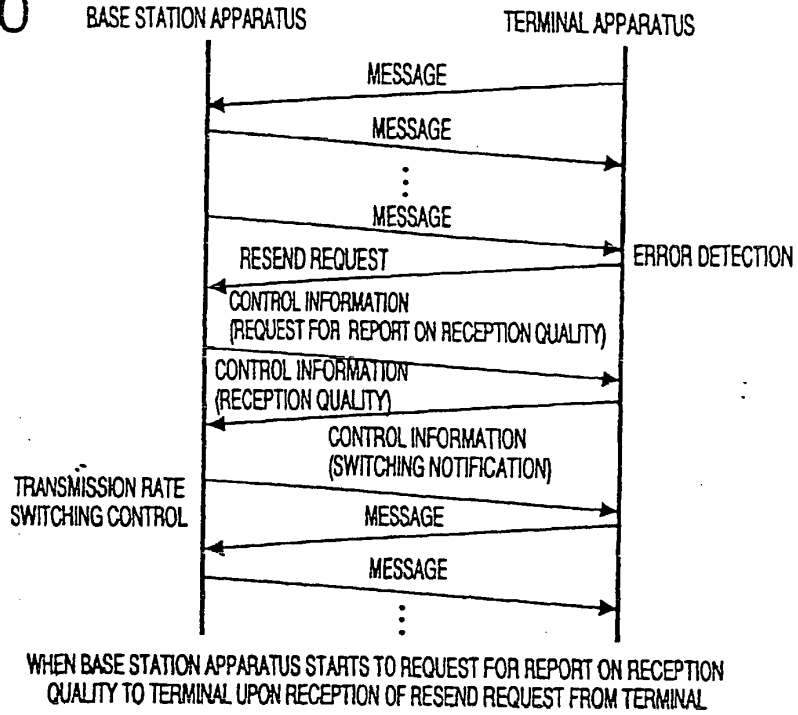 0
BASE STATION APPARATUS
TERMINAL APPARATUS
MESSAGE
MESSAGE
MESSAGE
ERROR DETECTION
RESEND REQUEST
CONTROL INFORMATION
(REQUEST FOR REPORT ON RECEPTION QUALITY)
CONTROL INFORMATION
(RECEPTION QUALITY)
CONTROL INFORMATION
(SWITCHING NOTIFICATION)
TRANSMISSION RATE
SWITCHING CONTROL
MESSAGE
MESSAGE
WHEN BASE STATION APPARATUS STARTS TO REQUEST FOR REPORT ON RECEPTION
QUALITY TO TERMINAL UPON RECEPTION OF RESEND REQUEST FROM TERMINAL